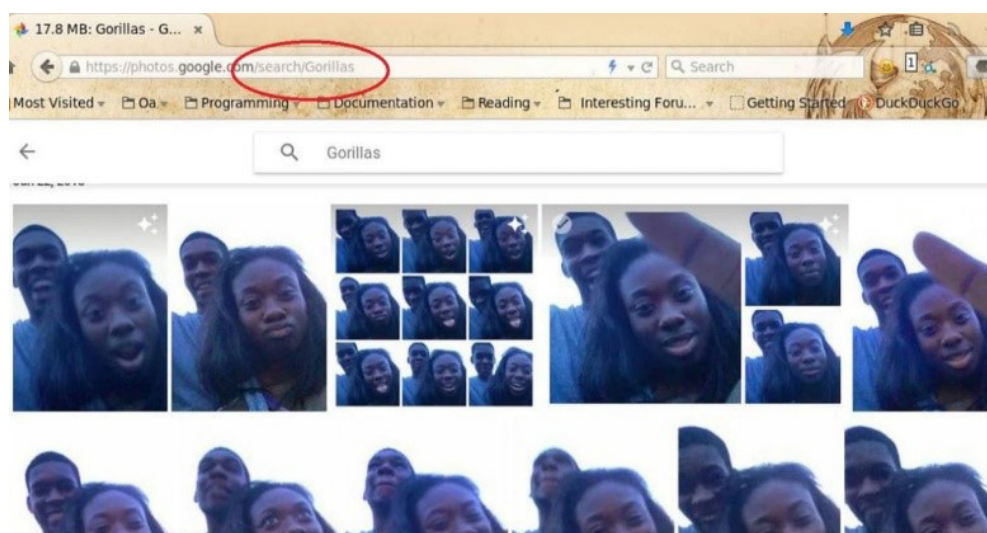 17.8 MB: Gorillas - G...
https://photos.google.com/search/Gorillas
Search
1
Most Visited Oa Programming Documentation Reading Interesting Foru... Getting Started DuckDuckGo
Gorillas